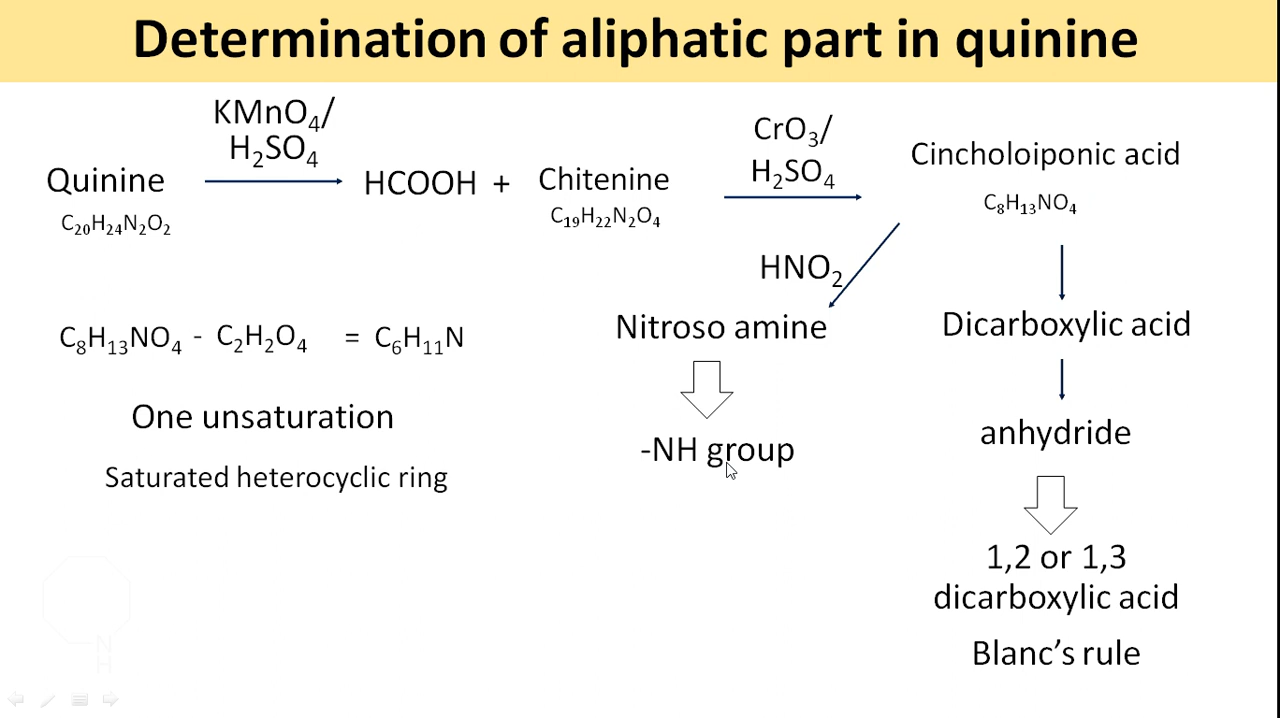 Determination of aliphatic part in quinine
KMnO₄/
H₂SO₄
Quinine
C₂₀H₂₄N₂O₂
HCOOH + Chitenine
C₁₉H₂₂N₂O₄
CrO₃/
H₂SO₄
Cincholoiponic acid
C₈H₁₃NO₄
HNO₂
Nitroso amine
-NH group
Dicarboxylic acid
anhydride
1,2 or 1,3
dicarboxylic acid
Blanc’s rule
C₈H₁₃NO₄ - C₂H₂O₄ = C₆H₁₁N
One unsaturation
Saturated heterocyclic ring
N
H